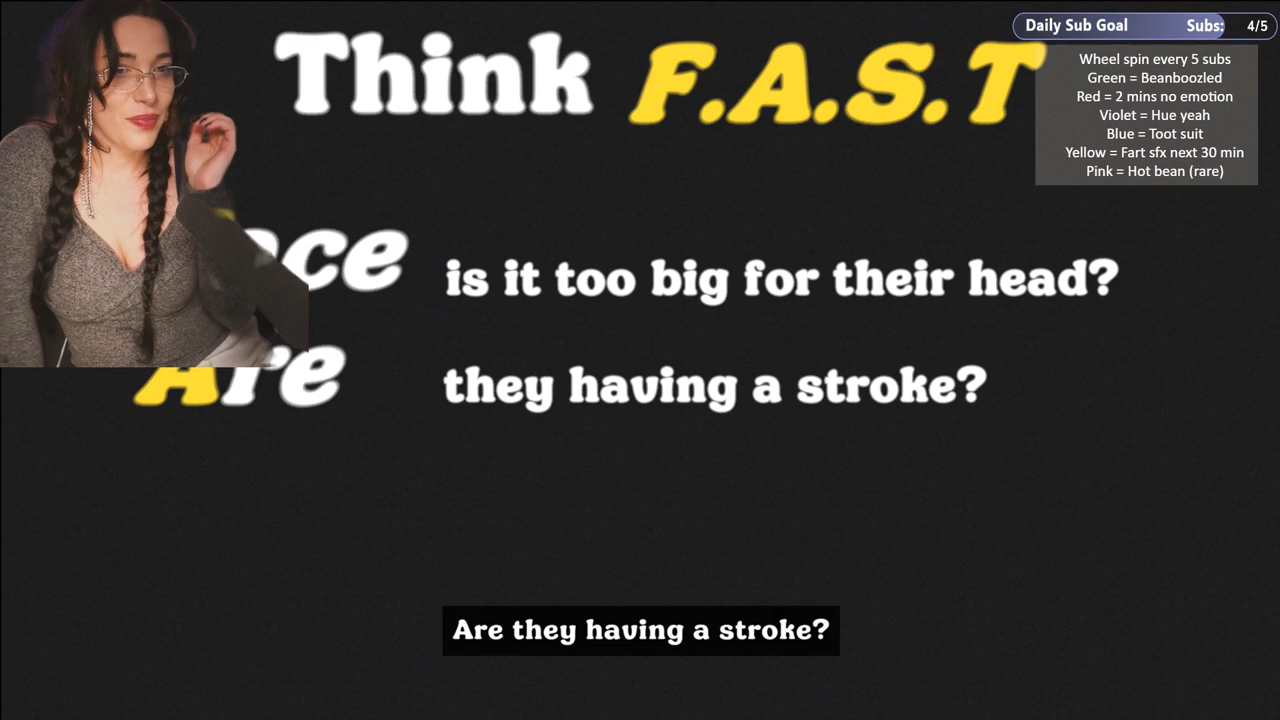 Think F.A.S.T
Daily Sub Goal Subs: 4/5
Wheel spin every 5 subs
Green = Beanboozled
Red = 2 mins no emotion
Violet = Hue yeah
Blue = Toot suit
Yellow = Fart sfx next 30 min
Pink = Hot bean (rare)
ce is it too big for their head?
Are they having a stroke?
Are they having a stroke?